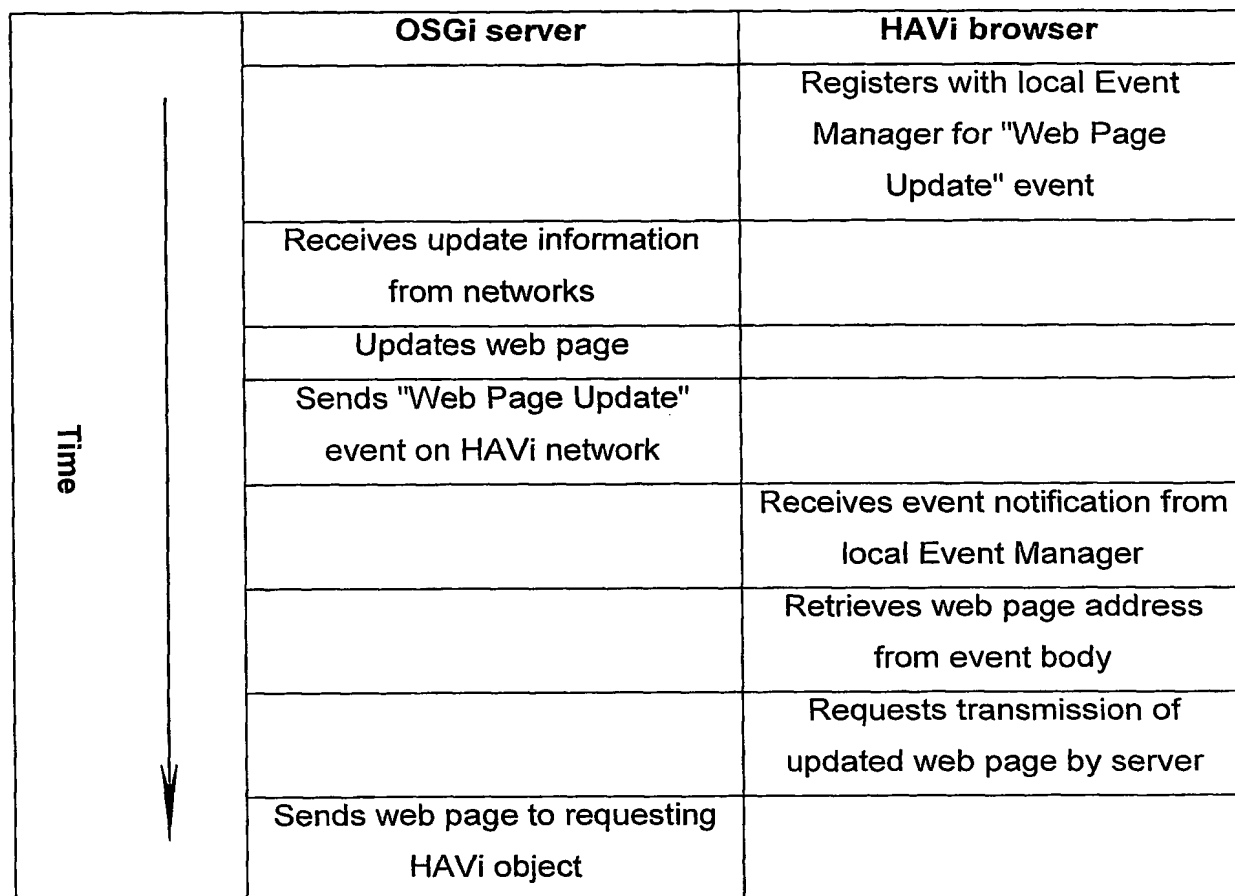 OSGi server
HAVi browser
Registers with local Event
Manager for "Web Page
Update" event
Receives update information
from networks
Updates web page
Sends "Web Page Update"
event on HAVi network
Time
Receives event notification from
local Event Manager
Retrieves web page address
from event body
Requests transmission of
updated web page by server
Sends web page to requesting
HAVi object